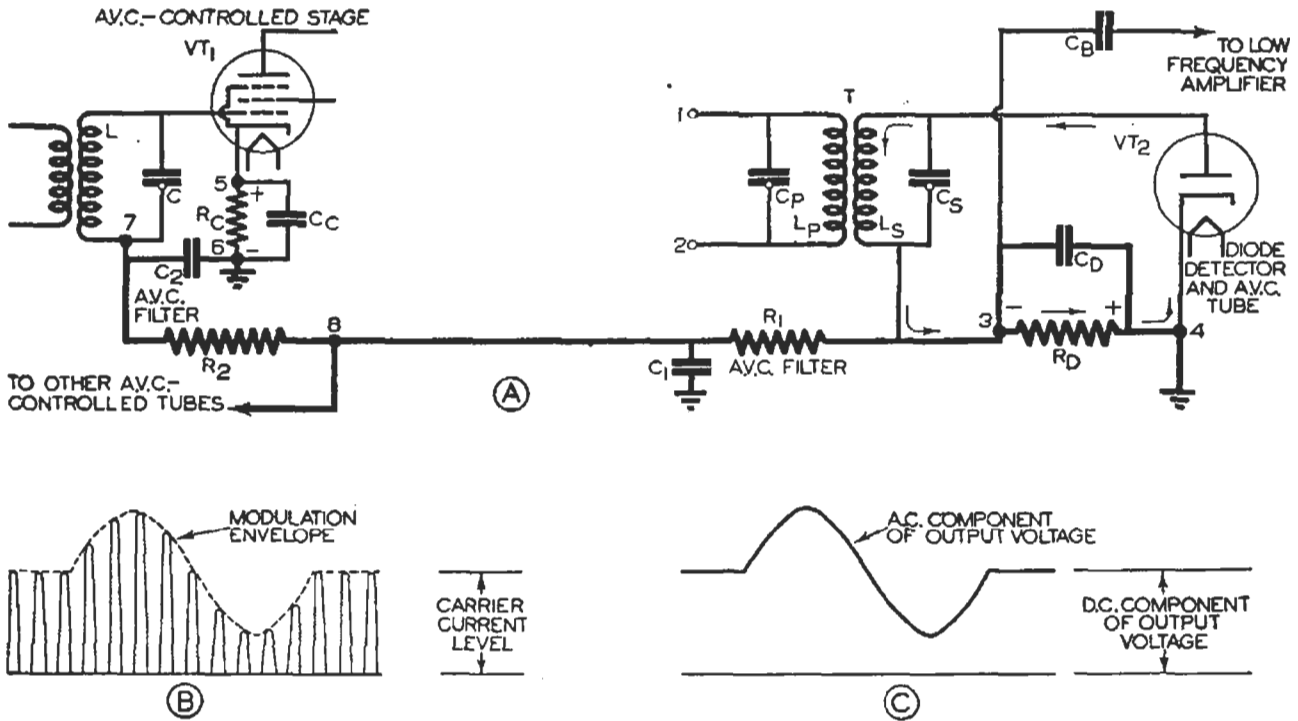 A.V.C.-CONTROLLED STAGE
VT1
L
C
5
+
RC
CC
6
-
7
C2
A.V.C.
FILTER
R2
8
TO OTHER A.V.C.-
CONTROLLED TUBES
A
1
2
CP
LP
T
LS
CS
CB
TO LOW
FREQUENCY
AMPLIFIER
VT2
DIODE
DETECTOR
AND A.V.C.
TUBE
CD
3
-
+
4
RD
R1
A.V.C. FILTER
C1
MODULATION
ENVELOPE
CARRIER
CURRENT
LEVEL
B
A.C. COMPONENT
OF OUTPUT VOLTAGE
D.C. COMPONENT
OF OUTPUT
VOLTAGE
C